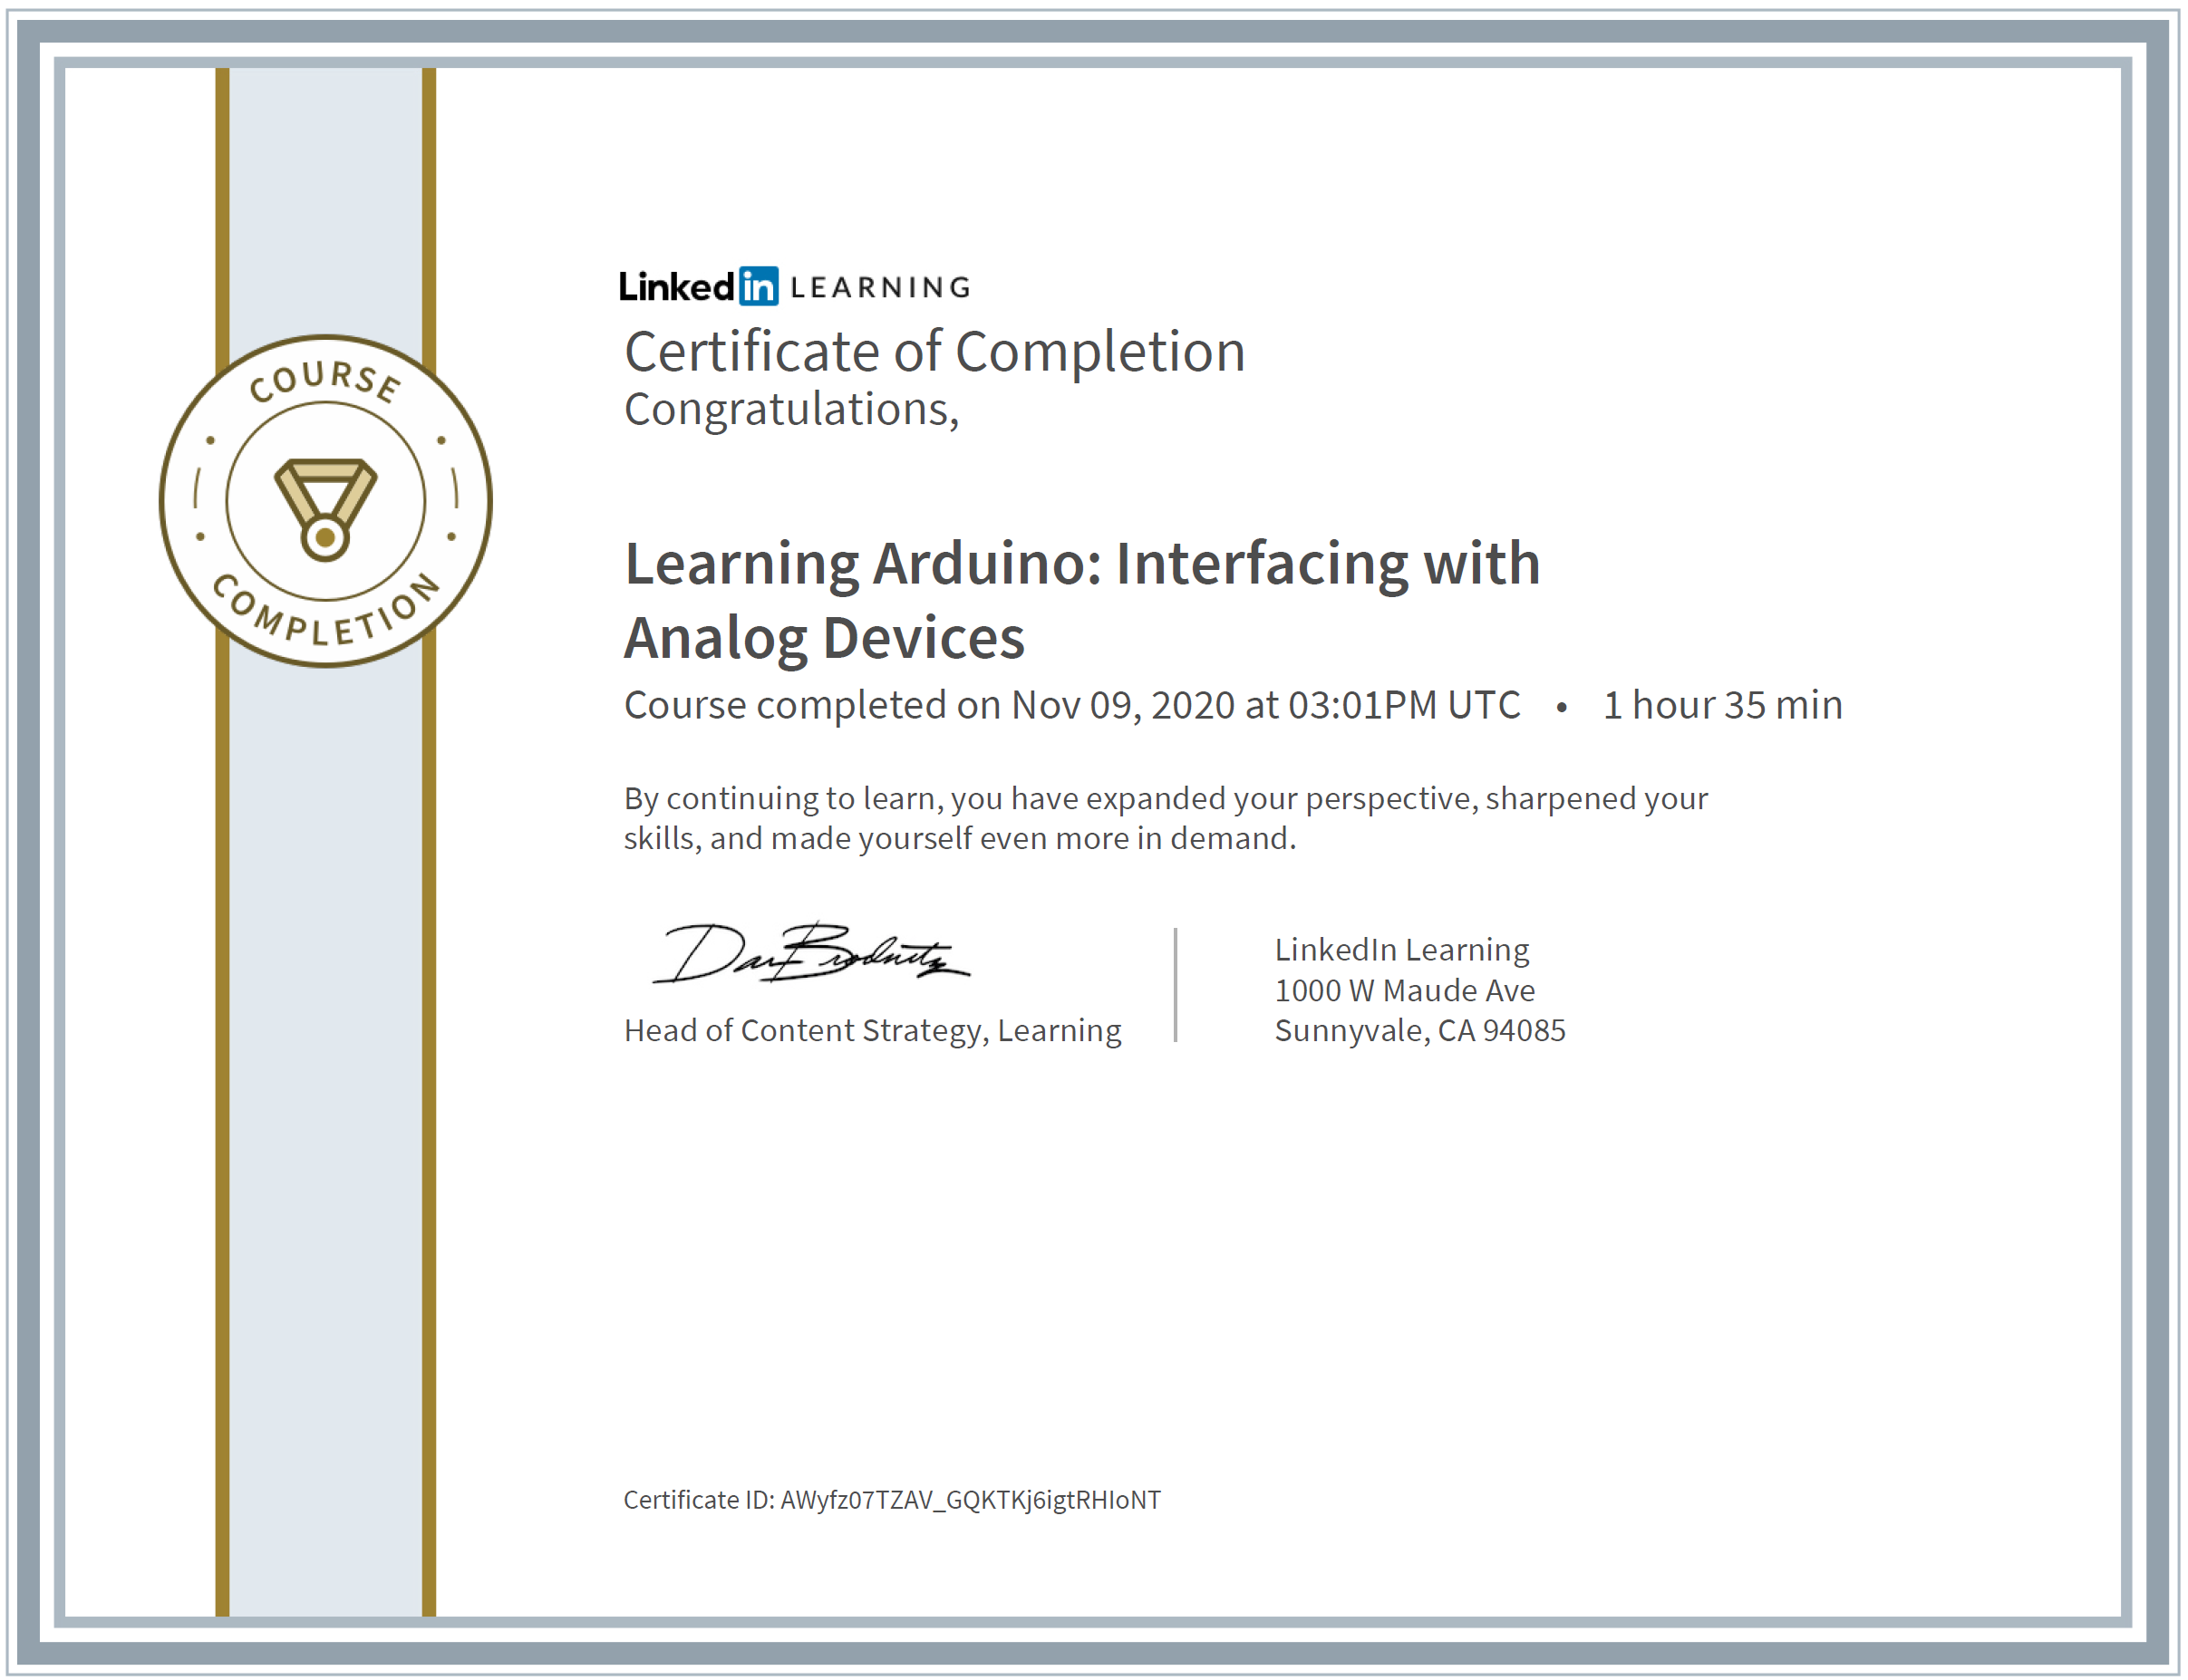 COURSE
COMPLETION
Linkedin LEARNING
Certificate of Completion
Congratulations,
Learning Arduino: Interfacing with
Analog Devices
Course completed on Nov 09, 2020 at 03:01PM UTC • 1 hour 35 min
By continuing to learn, you have expanded your perspective, sharpened your
skills, and made yourself even more in demand.
Dan Brodnitz
Head of Content Strategy, Learning
LinkedIn Learning
1000 W Maude Ave
Sunnyvale, CA 94085
Certificate ID: AWyfz07TZAV_GQKTKj6igtRHIoNT